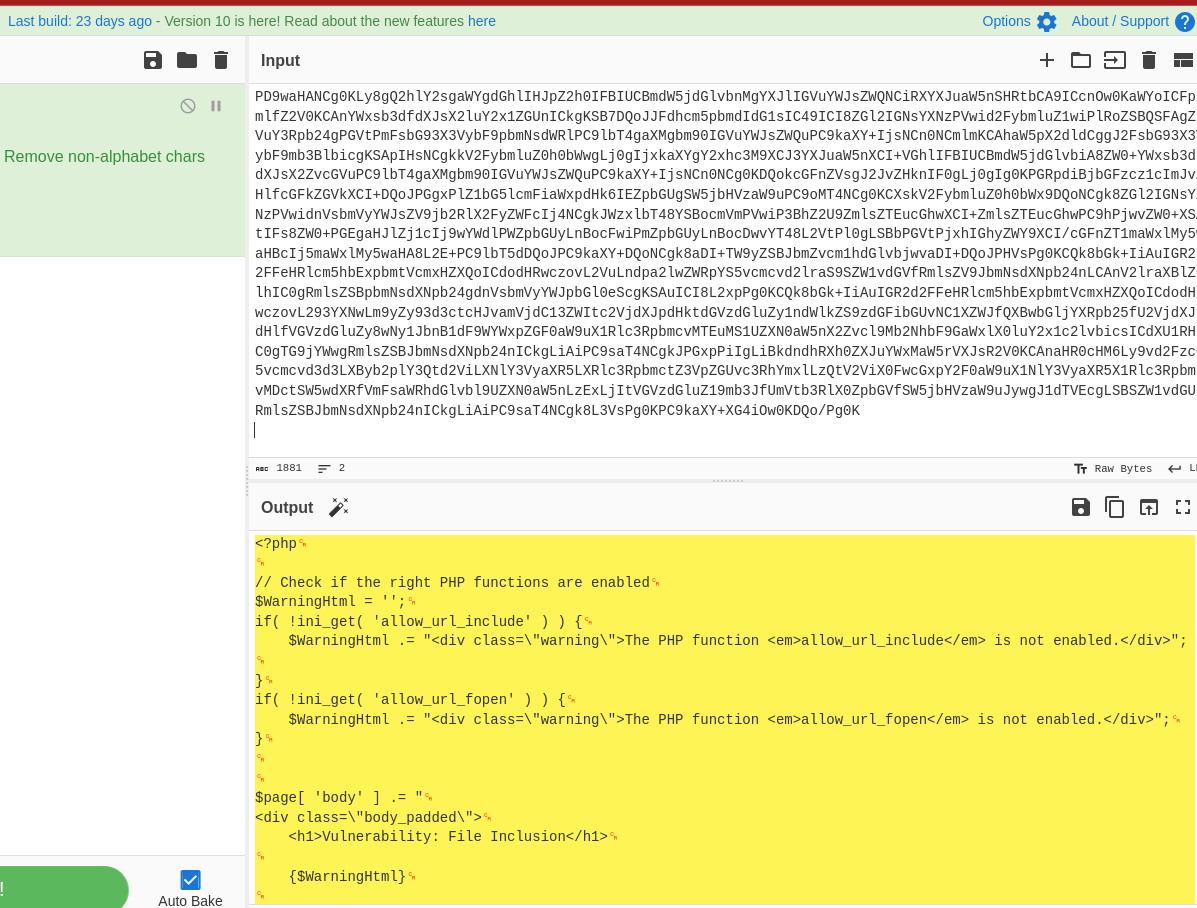 Last build: 23 days ago - Version 10 is here! Read about the new features here
Options About / Support ?
Input
PD9waHANCg0KLy8gQ2hlY2sgaWYgdGhlIHJpZ2h0IFBIUCBmdW5jdGlvbnMgYXJlIGVuYWJsZWQNCiRXYXJuaW5nSHRtbCA9ICcnOw0KaWYoICFp
mlfZ2V0KCAnYWxsb3dfdXJsX2luY2x1ZGUnICkgKSB7DQoJJFdhcm5pbmdIdG1sIC49ICI8ZGl2IGNsYXNzPVwid2FybmluZ1wiPlRoZSBQSFAgZ
VuY3Rpb24gPGVtPmFsbG93X3VybF9pbmNsdWRlPC9lbT4gaXMgbm90IGVuYWJsZWQuPC9kaXY+IjsNCn0NCmlmKCAhaW5pX2dldCggJ2FsbG93X3
ybF9mb3BlbicgKSApIHsNCgkkV2FybmluZ0h0bWwgLj0gIjxkaXYgY2xhc3M9XCJ3YXJuaW5nXCI+VGhlIFBIUCBmdW5jdGlvbiA8ZW0+YWxsb3d
dXJsX2ZvcGVuPC9lbT4gaXMgbm90IGVuYWJsZWQuPC9kaXY+IjsNCn0NCg0KDQokcGFnZVsgJ2JvZHknIF0gLj0gIg0KPGRpdiBjbGFzcz1cImJv
HlfcGFkZGVkXCI+DQoJPGgxPlZ1bG5lcmFiaWxpdHk6IEZpbGUgSW5jbHVzaW9uPC9oMT4NCg0KCXskV2FybmluZ0h0bWx9DQoNCgk8ZGl2IGNsY
NzPVwidnVsbmVyYWJsZV9jb2RlX2FyZWFcIj4NCgkJWzxlbT48YSBocmVmPVwiP3BhZ2U9ZmlsZTEucGhwXCI+ZmlsZTEucGhwPC9hPjwvZW0+XS
tIFs8ZW0+PGEgaHJlZj1cIj9wYWdlPWZpbGUyLnBocFwiPmZpbGUyLnBocDwvYT48L2VtPl0gLSBbPGVtPjxhIGhyZWY9XCI/cGFnZT1maWxlMy5
aHBcIj5maWxlMy5waHA8L2E+PC9lbT5dDQoJPC9kaXY+DQoNCgk8aDI+TW9yZSBJbmZvcm1hdGlvbjwvaDI+DQoJPHVsPg0KCQk8bGk+IiAuIGR2
2FFeHRlcm5hbExpbmtVcmxHZXQoICdodHRwczovL2VuLndpa2lwZWRpYS5vcmcvd2lraS9SZW1vdGVfRmlsZV9JbmNsdXNpb24nLCAnV2lraXBlZ
lhIC0gRmlsZSBpbmNsdXNpb24gdnVsbmVyYWJpbGl0eScgKSAuICI8L2xpPg0KCQk8bGk+IiAuIGR2d2FFeHRlcm5hbExpbmtVcmxHZXQoICdodH
wczovL293YXNwLm9yZy93d3ctcHJvamVjdC13ZWItc2VjdXJpdHktdGVzdGluZy1ndWlkZS9zdGFibGUvNC1XZWJfQXBwbGljYXRpb25fU2VjdXJ
dHlfVGVzdGluZy8wNy1JbnB1dF9WYWxpZGF0aW9uX1Rlc3RpbmcvMTEuMS1UZXN0aW5nX2Zvcl9Mb2NhbF9GaWxlX0luY2x1c2lvbicsICdXU1RH
C0gTG9jYWwgRmlsZSBJbmNsdXNpb24nICkgLiAiPC9saT4NCgkJPGxpPiIgLiBkdndhRXh0ZXJuYWxMaW5rVXJsR2V0KCAnaHR0cHM6Ly9vd2Fzc
5vcmcvd3d3LXByb2plY3Qtd2ViLXNlY3VyaXR5LXRlc3RpbmctZ3VpZGUvc3RhYmxlLzQtV2ViX0FwcGxpY2F0aW9uX1NlY3VyaXR5X1Rlc3Rpbm
vMDctSW5wdXRfVmFsaWRhdGlvbl9UZXN0aW5nLzExLjItVGVzdGluZ19mb3JfUmVtb3RlX0ZpbGVfSW5jbHVzaW9uJywgJ1dTVEcgLSBSZW1vdGU
RmlsZSBJbmNsdXNpb24nICkgLiAiPC9saT4NCgk8L3VsPg0KPC9kaXY+XG4iOw0KDQo/Pg0K
Remove non-alphabet chars
ABC 1881 2 Raw Bytes
Output
<?php
// Check if the right PHP functions are enabled
$WarningHtml = '';
if( !ini_get( 'allow_url_include' ) ) {
$WarningHtml .= "<div class=\"warning\">The PHP function <em>allow_url_include</em> is not enabled.</div>";
}
if( !ini_get( 'allow_url_fopen' ) ) {
$WarningHtml .= "<div class=\"warning\">The PHP function <em>allow_url_fopen</em> is not enabled.</div>";
}
$page[ 'body' ] .= "
<div class=\"body_padded\">
<h1>Vulnerability: File Inclusion</h1>
{$WarningHtml}
!
Auto Bake